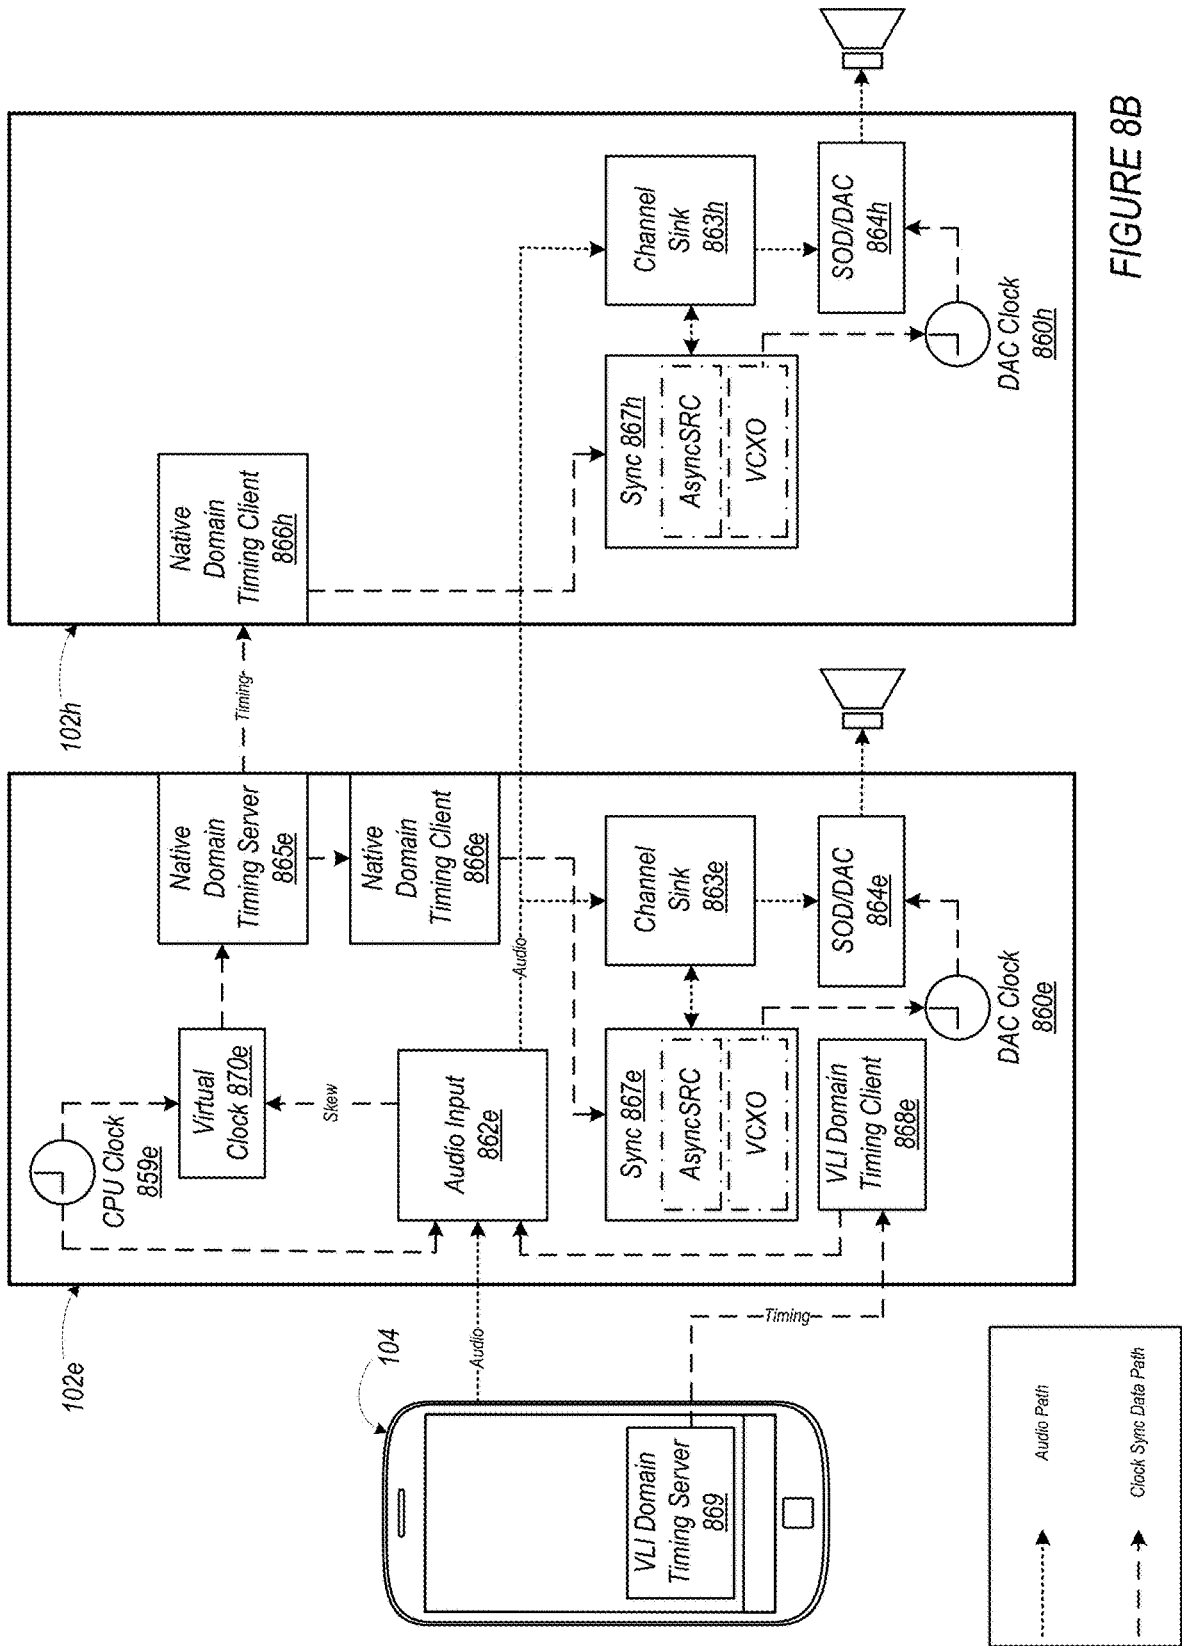 104
VLI Domain
Timing Server
869
Audio
Timing
102e
CPU Clock
859e
Virtual
Clock 870e
Skew
Audio Input
862e
Native
Domain
Timing Server
865e
Native
Domain
Timing Client
866e
Audio
Sync 867e
AsyncSRC
VCXO
Channel
Sink
863e
VLI Domain
Timing Client
868e
SOD/DAC
864e
DAC Clock
860e
Timing
102h
Native
Domain
Timing Client
866h
Sync 867h
AsyncSRC
VCXO
Channel
Sink
863h
SOD/DAC
864h
DAC Clock
860h
Audio Path
Clock Sync Data Path
FIGURE 8B